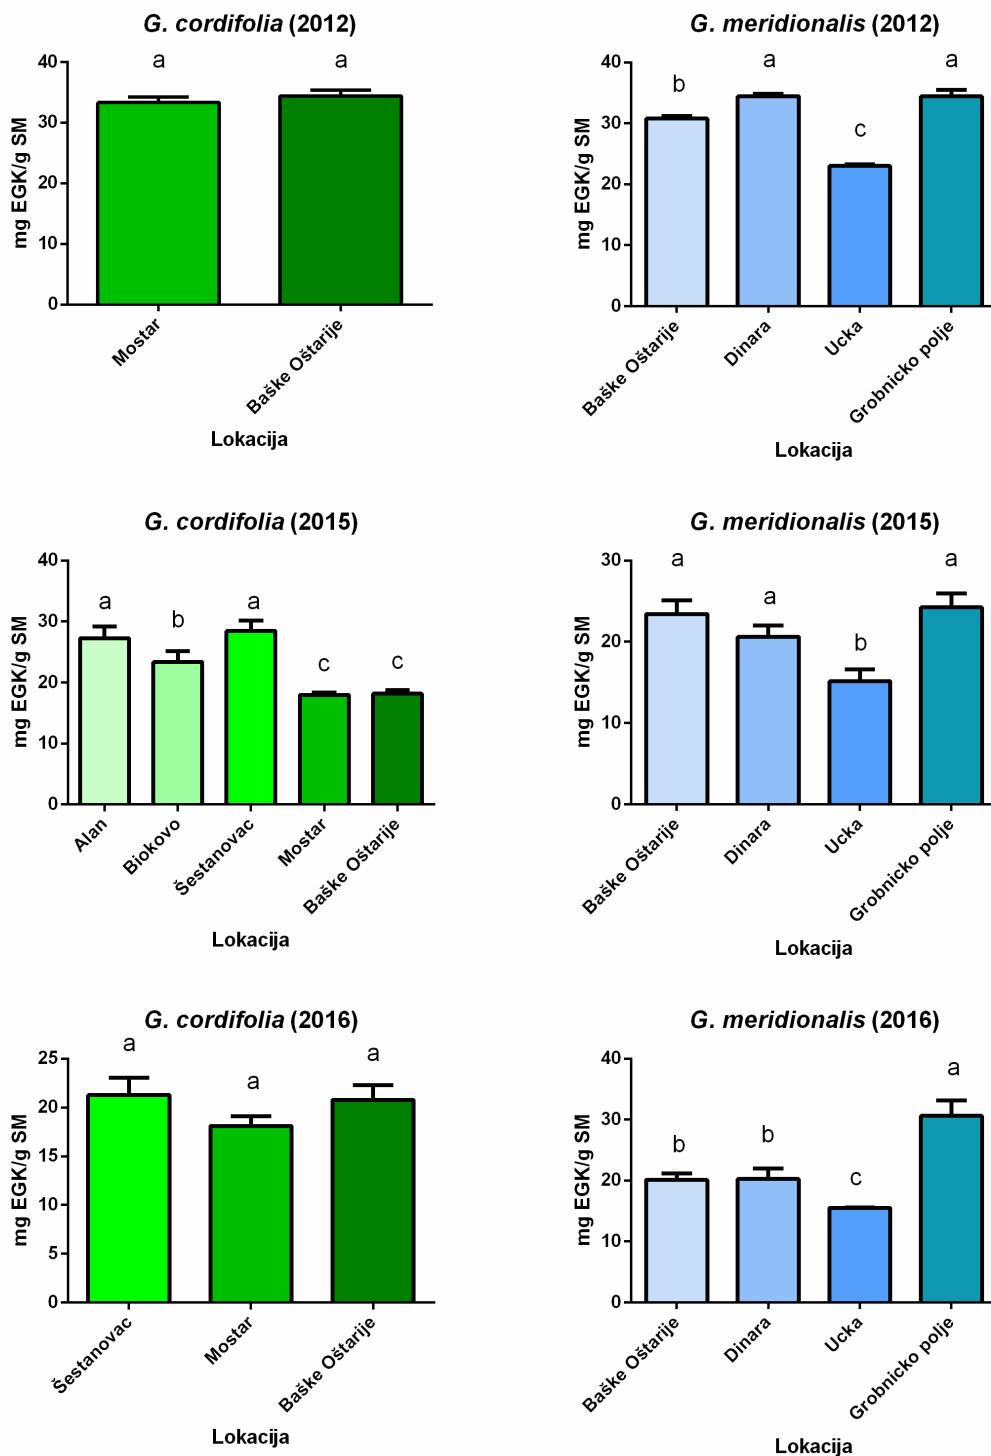 G. cordifolia (2012)
a
a
40
30
20
10
0
mg EGK/g SM
Mostar
Baške Oštarije
Lokacija
G. meridionalis (2012)
b
a
c
a
40
30
20
10
0
mg EGK/g SM
Baške Oštarije
Dinara
Ucka
Grobnicko polje
Lokacija
G. cordifolia (2015)
a
b
a
c
c
40
30
20
10
0
mg EGK/g SM
Alan
Biokovo
Šestanovac
Mostar
Baške Oštarije
Lokacija
G. meridionalis (2015)
a
a
b
a
30
20
10
0
mg EGK/g SM
Baške Oštarije
Dinara
Ucka
Grobnicko polje
Lokacija
G. cordifolia (2016)
a
a
a
25
20
15
10
5
0
mg EGK/g SM
Šestanovac
Mostar
Baške Oštarije
Lokacija
G. meridionalis (2016)
b
b
c
a
40
30
20
10
0
mg EGK/g SM
Baške Oštarije
Dinara
Ucka
Grobnicko polje
Lokacija